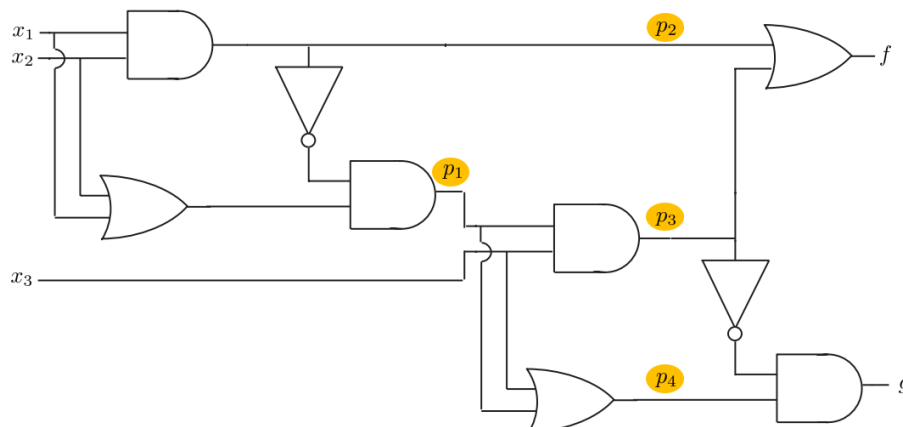 x₁
x₂
p₂
f
p₁
p₃
x₃
p₄
g